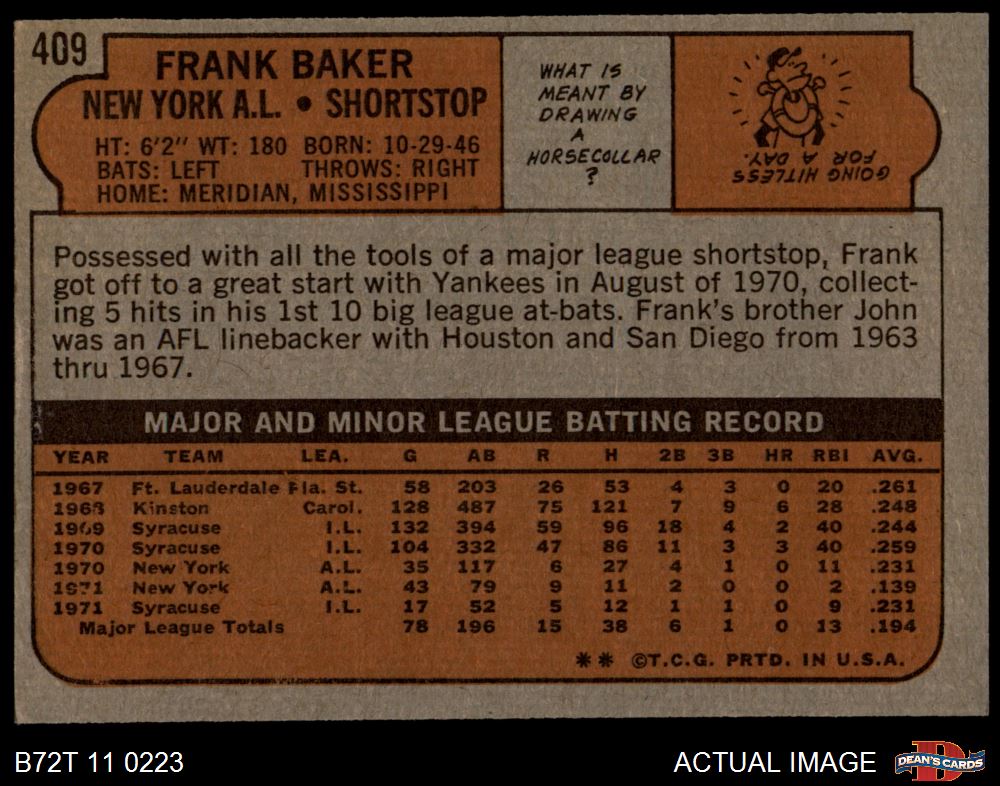 409
FRANK BAKER
NEW YORK A.L. • SHORTSTOP
HT: 6'2" WT: 180 BORN: 10-29-46
BATS: LEFT THROWS: RIGHT
HOME: MERIDIAN, MISSISSIPPI
WHAT IS
MEANT BY
DRAWING
A
HORSECOLLAR
?
GOING HITLESS
FOR A DAY.
Possessed with all the tools of a major league shortstop, Frank
got off to a great start with Yankees in August of 1970, collect-
ing 5 hits in his 1st 10 big league at-bats. Frank's brother John
was an AFL linebacker with Houston and San Diego from 1963
thru 1967.
MAJOR AND MINOR LEAGUE BATTING RECORD
YEAR TEAM LEA. G AB R H 2B 3B HR RBI AVG.
1967 Ft. Lauderdale Fla. St. 58 203 26 53 4 3 0 20 .261
1968 Kinston Carol. 128 487 75 121 7 9 6 28 .248
1969 Syracuse I.L. 132 394 59 96 18 4 2 40 .244
1970 Syracuse I.L. 104 332 47 86 11 3 3 40 .259
1970 New York A.L. 35 117 6 27 4 1 0 11 .231
1971 New York A.L. 43 79 9 11 2 0 0 2 .139
1971 Syracuse I.L. 17 52 5 12 1 1 0 9 .231
Major League Totals 78 196 15 38 6 1 0 13 .194
** ©T.C.G. PRTD. IN U.S.A.
B72T 11 0223
ACTUAL IMAGE
D
DEAN'S CARDS